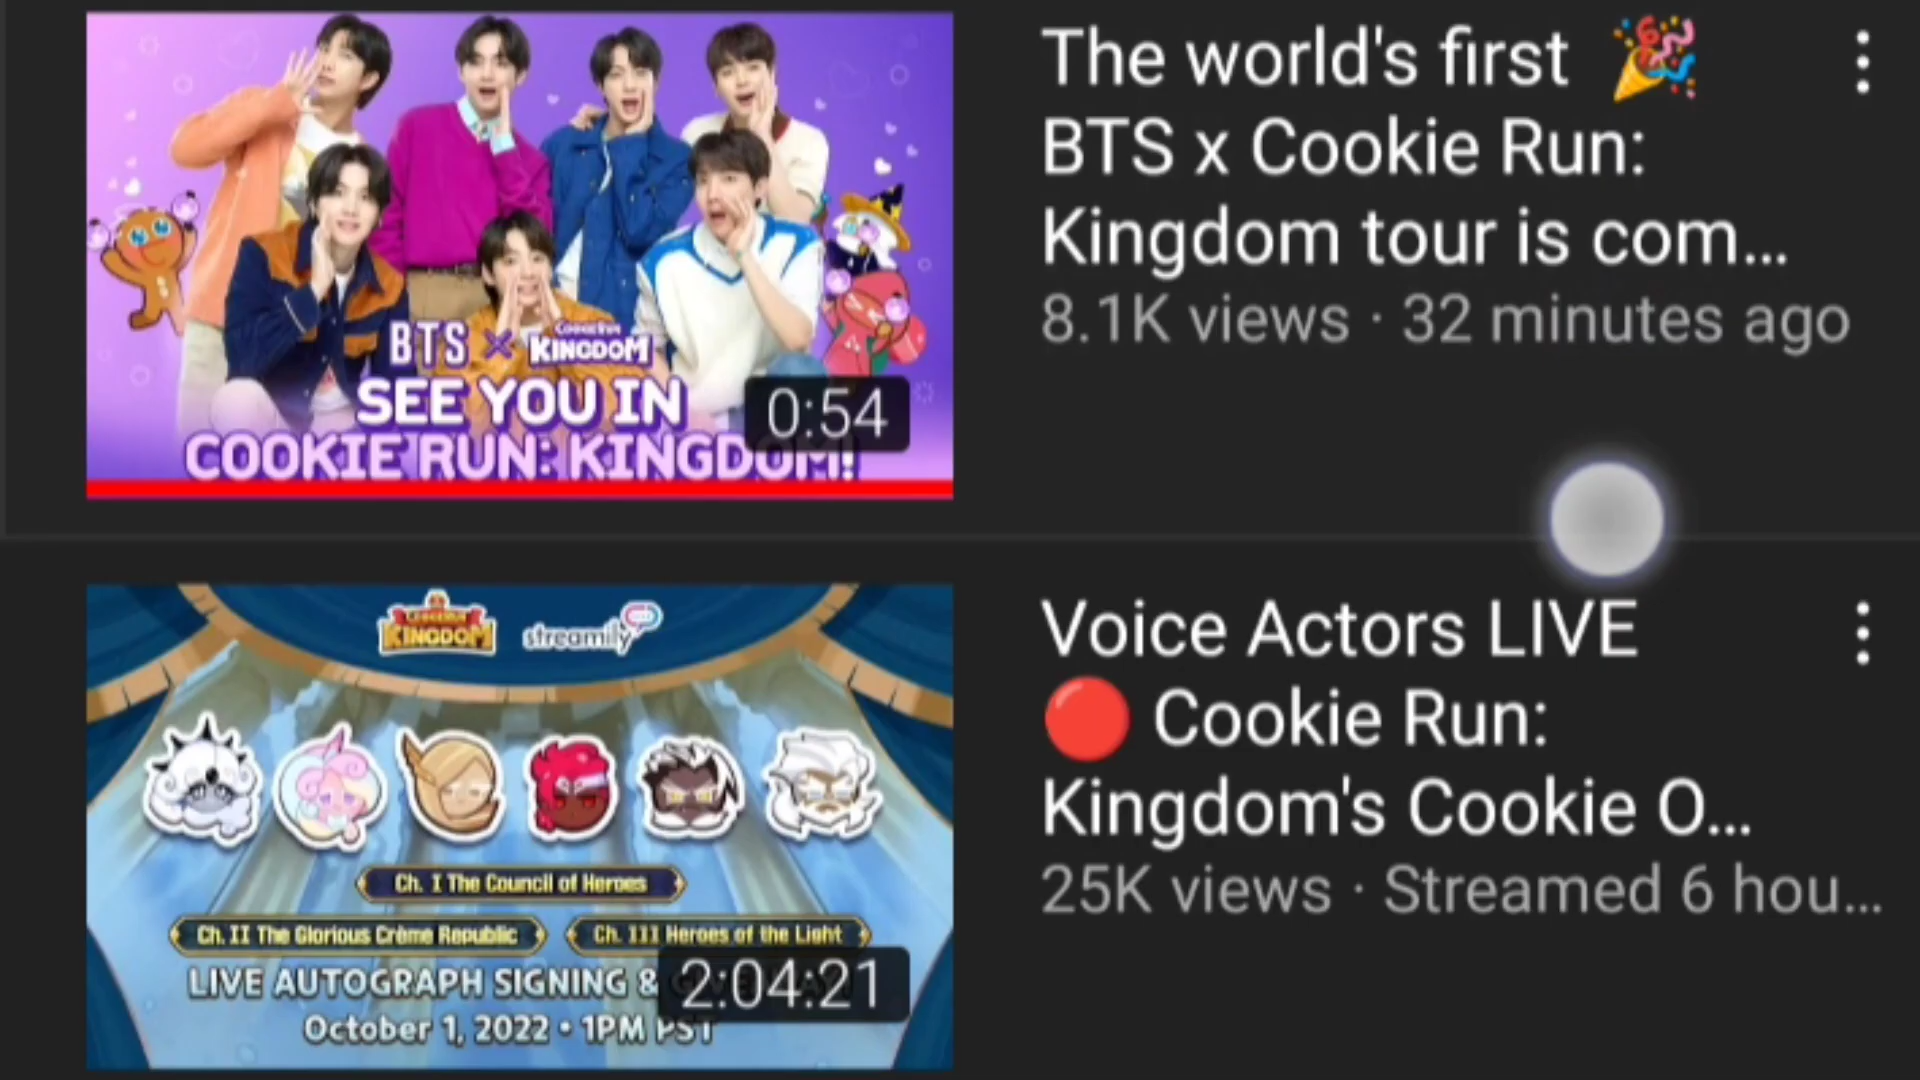 BTS x COOKIERUN KINGDOM
SEE YOU IN
COOKIE RUN: KINGDOM!
0:54
The world's first 🎉
BTS x Cookie Run:
Kingdom tour is com...
8.1K views · 32 minutes ago
COOKIERUN KINGDOM streamily
Ch. I The Council of Heroes
Ch. II The Glorious Crème Republic Ch. III Heroes of the Light
LIVE AUTOGRAPH SIGNING &
October 1, 2022 • 1PM PST
2:04:21
Voice Actors LIVE
🔴 Cookie Run:
Kingdom's Cookie O...
25K views · Streamed 6 hou...